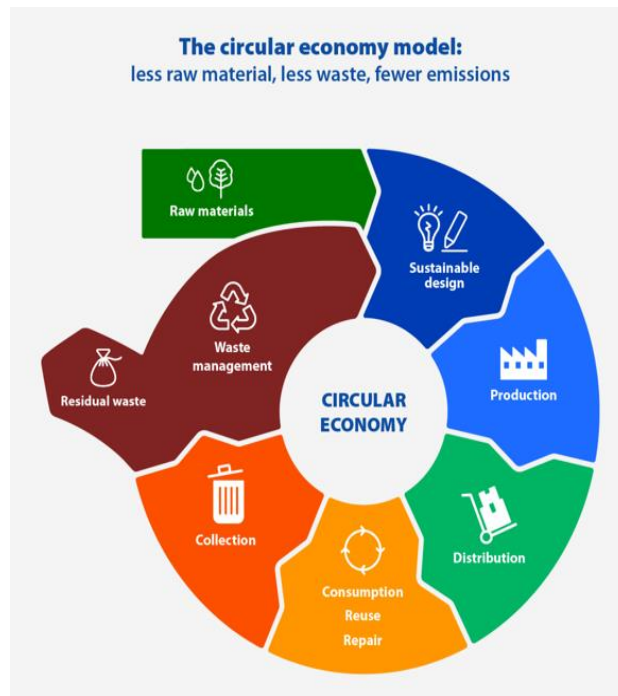 The circular economy model:
less raw material, less waste, fewer emissions
Raw materials
Sustainable
design
Production
Distribution
Consumption
Reuse
Repair
Collection
Waste
management
Residual waste
CIRCULAR
ECONOMY